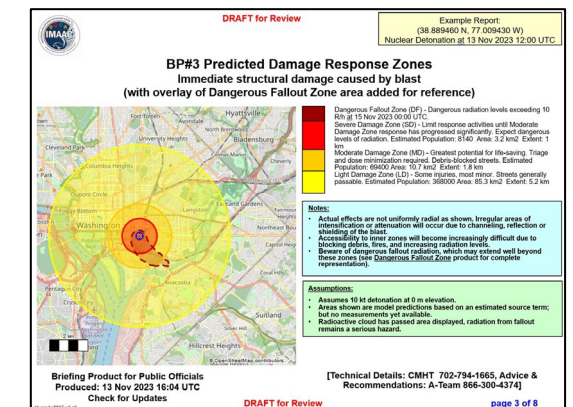 DRAFT for Review
Example Report:
(38.889460 N, 77.009430 W)
Nuclear Detonation at 13 Nov 2023 12:00 UTC
IMAAC
BP#3 Predicted Damage Response Zones
Immediate structural damage caused by blast
(with overlay of Dangerous Fallout Zone area added for reference)
Fort Totten
Avondale
Hyattsville
North Brentwood
University Heights
Bladensburg
Cleveland Park
Colmar Manor
Cheverly
Columbia Heights
Dupont Circle
Langston
Eastland Gardens
Fairmont
Foggy Bottom
Washington
Northeast Bou
Capitol Heig
Coral Hills
Pentagon
City
Anacostia
Suitland
Silver Hill
Hillcrest Heights
2 km
© OpenStreetMap contributors
Dangerous Fallout Zone (DF) - Dangerous radiation levels exceeding 10
R/h at 15 Nov 2023 00:00 UTC.
Severe Damage Zone (SD) - Limit response activities until Moderate
Damage response has progressed significantly. Expect dangerous
levels of radiation. Estimated Population: 8140 Area: 3.2 km2 Extent: 1
km
Moderate Damage Zone (MD) - Greatest potential for life-saving. Triage
and dose minimization required. Debris-blocked streets. Estimated
Population: 69400 Area: 10.7 km2 Extent: 1.8 km
Light Damage Zone (LD) - Some injuries, most minor. Streets generally
passable. Estimated Population: 368000 Area: 85.3 km2 Extent: 5.2 km
Notes:
• Actual effects are not uniformly radial as shown. Irregular areas of
intensification or attenuation will occur due to channeling, reflection or
shielding of the blast.
• Accessibility to inner zones will become increasingly difficult due to
blocking debris, fires, and increasing radiation levels.
• Beware of dangerous fallout radiation, which may extend well beyond
these zones (see Dangerous Fallout Zone product for complete
representation).
Assumptions:
• Assumes 10 kt detonation at 0 m elevation.
• Areas shown are model predictions based on an estimated source term;
but no measurements yet available.
• Radioactive cloud has passed area displayed, radiation from fallout
remains a serious hazard.
Briefing Product for Public Officials
Produced: 13 Nov 2023 16:04 UTC
Check for Updates
[Technical Details: CMHT 702-794-1665, Advice &
Recommendations: A-Team 866-300-4374]
DRAFT for Review
page 3 of 8